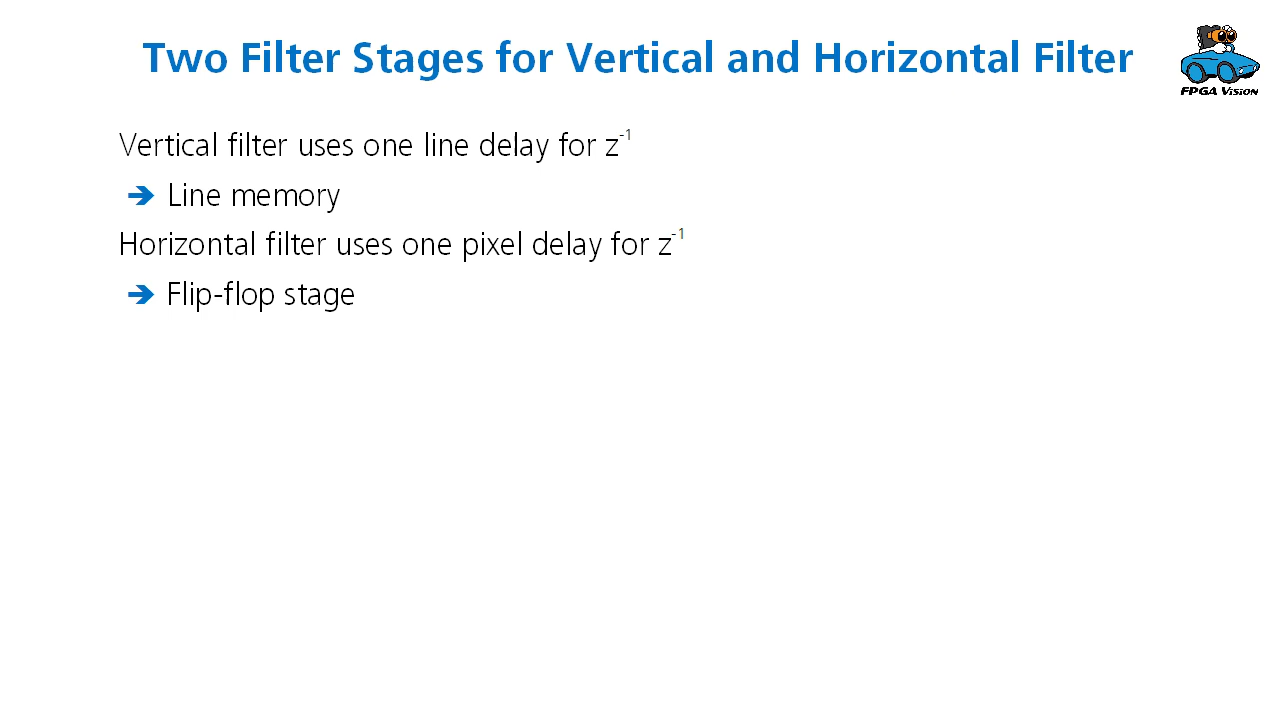 Two Filter Stages for Vertical and Horizontal Filter
FPGA Vision
Vertical filter uses one line delay for z⁻¹
➔ Line memory
Horizontal filter uses one pixel delay for z⁻¹
➔ Flip-flop stage